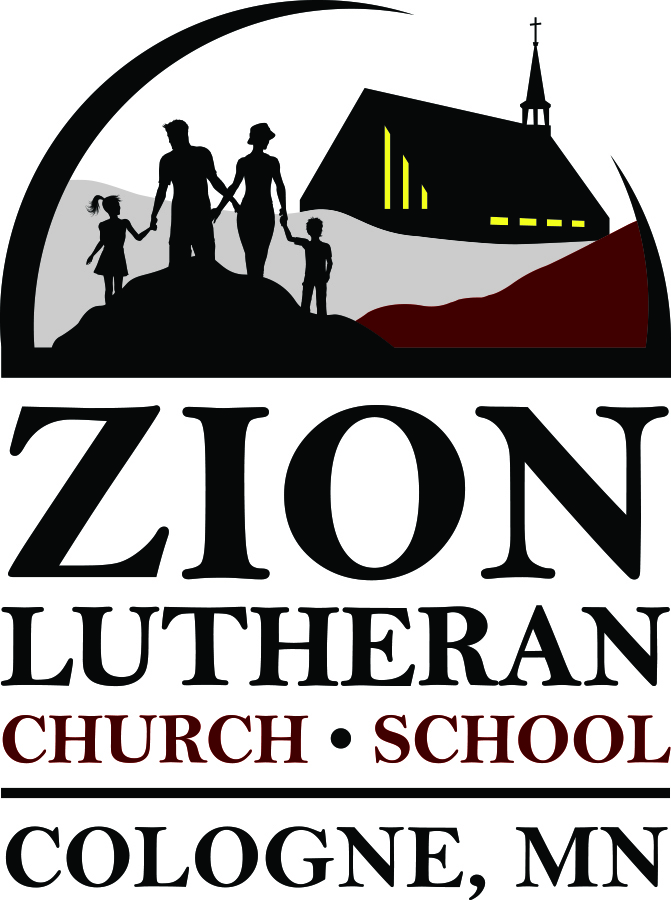 ZION
LUTHERAN
CHURCH • SCHOOL
COLOGNE, MN